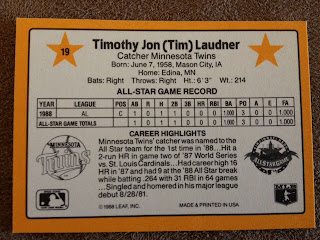 19
Timothy Jon (Tim) Laudner
Catcher Minnesota Twins
Born: June 7, 1958, Mason City, IA
Home: Edina, MN
Bats: Right Throws: Right Ht.: 6'3" Wt.: 214
ALL-STAR GAME RECORD
YEAR LEAGUE POS AB R H 2B 3B HR RBI BA PO A E FA
1988 AL C 1 0 1 1 0 0 0 1.000 3 0 0 1.000
ALL-STAR GAME TOTALS 1 0 1 1 0 0 0 1.000 3 0 0 1.000
CAREER HIGHLIGHTS
Minnesota Twins' catcher was named to the
All Star team for the 1st time in '88... Hit a
2-run HR in game two of '87 World Series
vs. St. Louis Cardinals...Had career high 16
HR in '87 and had 9 at the '88 All Star break
while batting .264 with 31 RBI in 64 games
...Singled and homered in his major league
debut 8/28/81.
MINNESOTA
Twins
ALL-STAR GAME
MLBPA
© 1988 LEAF, INC.
MADE & PRINTED IN USA